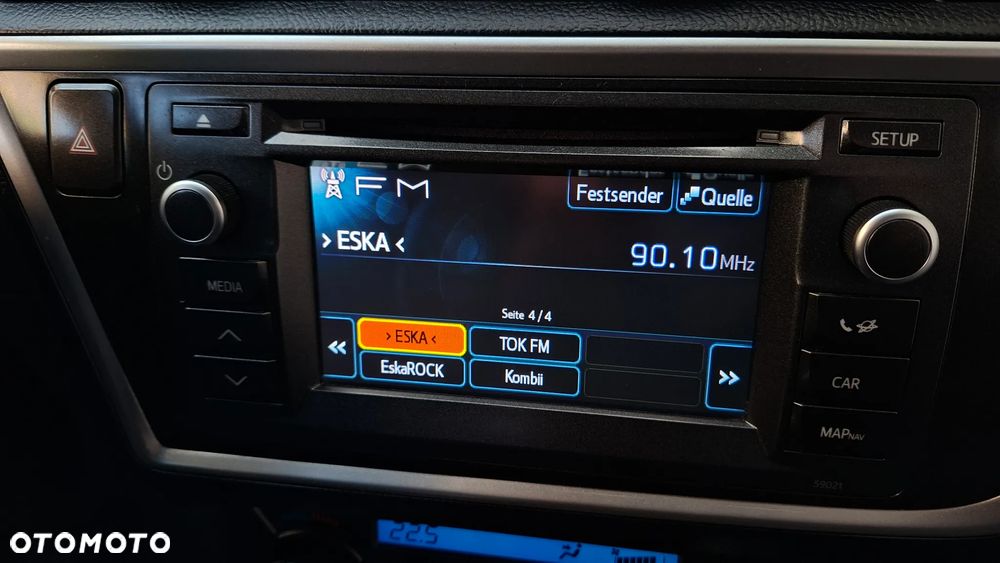 SETUP
FM
Festsender
Quelle
› ESKA ‹
90.10MHz
MEDIA
Seite 4/4
«
› ESKA ‹
TOK FM
EskaROCK
Kombii
»
CAR
MAPNAV
59021
22.5
OTOMOTO